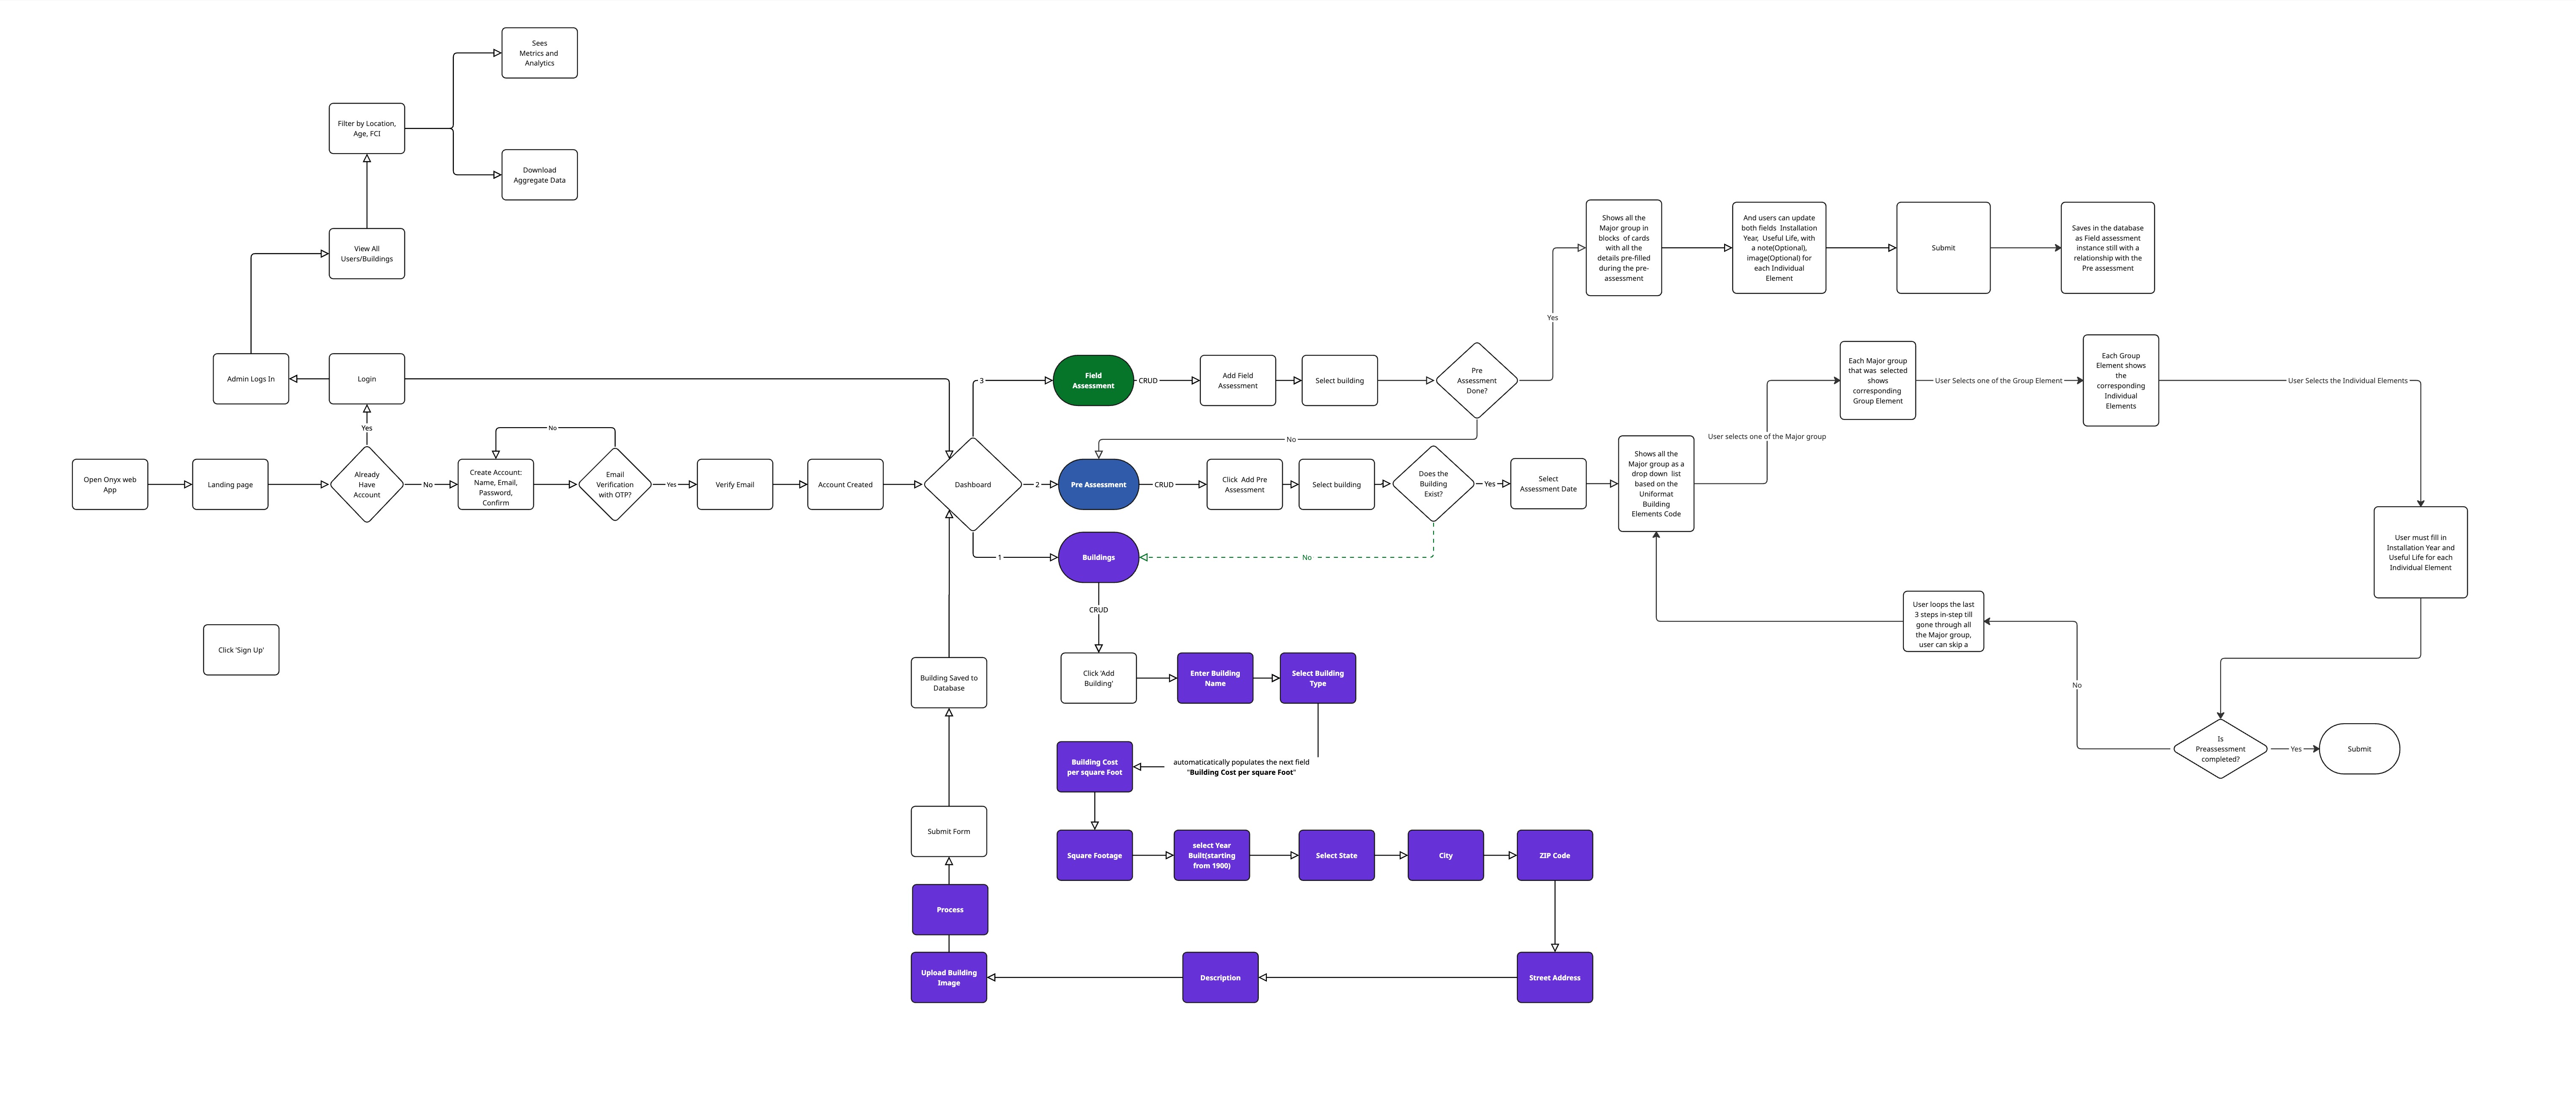 Sees
Metrics and
Analytics
Filter by Location,
Age, FCI
Download
Aggregate Data
View All
Users/Buildings
Shows all the
Major group in
blocks of cards
with all the
details pre-filled
during the pre-
assessment
And users can update
both fields Installation
Year, Useful Life, with
a note(Optional),
image(Optional) for
each Individual
Element
Submit
Saves in the database
as Field assessment
instance still with a
relationship with the
Pre assessment
Yes
Admin Logs In
Login
3
Field
Assessment
CRUD
Add Field
Assessment
Select building
Pre
Assessment
Done?
Each Major group
that was selected
shows
corresponding
Group Element
User Selects one of the Group Element
Each Group
Element shows
the
corresponding
Individual
Elements
User Selects the Individual Elements
Yes
No
No
User selects one of the Major group
Open Onyx web
App
Landing page
Already
Have
Account
No
Create Account:
Name, Email,
Password,
Confirm
Email
Verification
with OTP?
Yes
Verify Email
Account Created
Dashboard
2
Pre Assessment
CRUD
Click Add Pre
Assessment
Select building
Does the
Building
Exist?
Yes
Select
Assessment Date
Shows all the
Major group as a
drop down list
based on the
Uniformat
Building
Elements Code
1
Buildings
No
User must fill in
Installation Year and
Useful Life for each
Individual Element
CRUD
User loops the last
3 steps in-step till
gone through all
the Major group,
user can skip a
Click 'Sign Up'
Building Saved to
Database
Click 'Add
Building'
Enter Building
Name
Select Building
Type
No
Is
Preassessment
completed?
Yes
Submit
Building Cost
per square Foot
automaticatically populates the next field
"Building Cost per square Foot"
Submit Form
Square Footage
select Year
Built(starting
from 1900)
Select State
City
ZIP Code
Process
Upload Building
Image
Description
Street Address